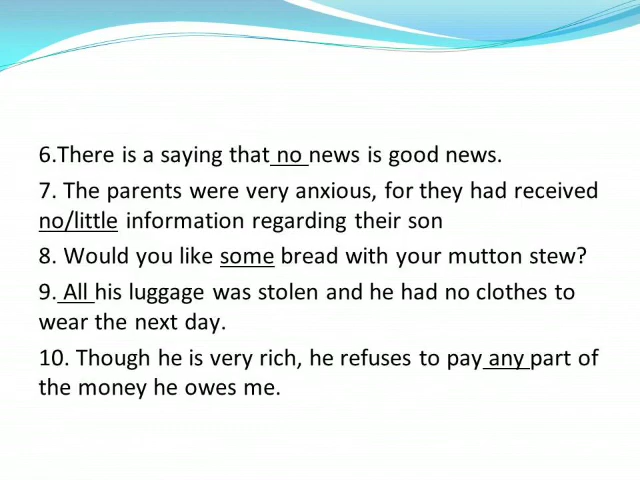 6.There is a saying that no news is good news.
7. The parents were very anxious, for they had received
no/little information regarding their son
8. Would you like some bread with your mutton stew?
9. All his luggage was stolen and he had no clothes to
wear the next day.
10. Though he is very rich, he refuses to pay any part of
the money he owes me.